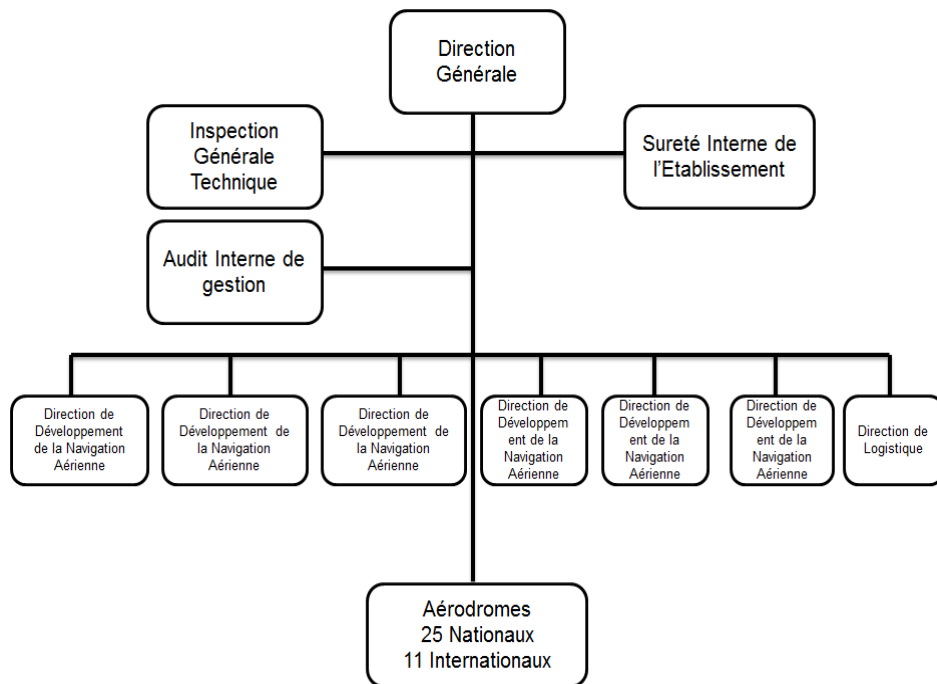 Direction
Générale
Inspection
Générale
Technique
Sureté Interne de
l'Etablissement
Audit Interne de
gestion
Direction de
Développement
de la Navigation
Aérienne
Direction de
Développement de
la Navigation
Aérienne
Direction de
Développement de
la Navigation
Aérienne
Direction de
Développem
ent de la
Navigation
Aérienne
Direction de
Développem
ent de la
Navigation
Aérienne
Direction de
Développem
ent de la
Navigation
Aérienne
Direction de
Logistique
Aérodromes
25 Nationaux
11 Internationaux